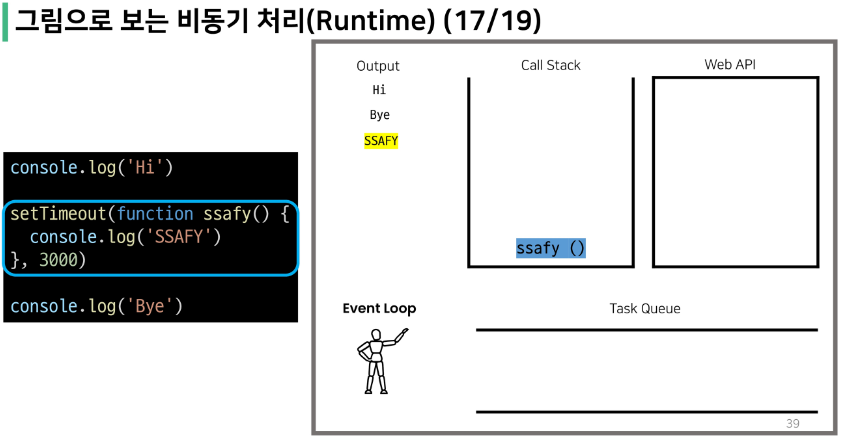 그림으로 보는 비동기 처리(Runtime) (17/19)
console.log('Hi')
setTimeout(function ssafy() {
  console.log('SSAFY')
}, 3000)
console.log('Bye')
Output
Hi
Bye
SSAFY
Call Stack
ssafy ()
Web API
Event Loop
Task Queue
39